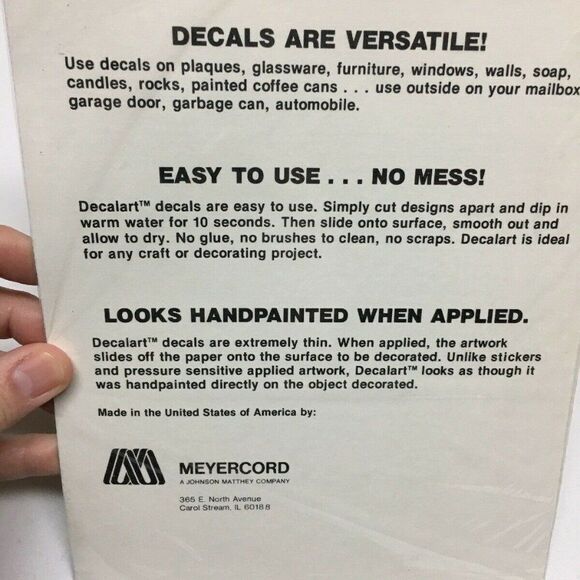 DECALS ARE VERSATILE!
Use decals on plaques, glassware, furniture, windows, walls, soap,
candles, rocks, painted coffee cans . . . use outside on your mailbox
garage door, garbage can, automobile.
EASY TO USE . . . NO MESS!
Decalart™ decals are easy to use. Simply cut designs apart and dip in
warm water for 10 seconds. Then slide onto surface, smooth out and
allow to dry. No glue, no brushes to clean, no scraps. Decalart is ideal
for any craft or decorating project.
LOOKS HANDPAINTED WHEN APPLIED.
Decalart™ decals are extremely thin. When applied, the artwork
slides off the paper onto the surface to be decorated. Unlike stickers
and pressure sensitive applied artwork, Decalart™ looks as though it
was handpainted directly on the object decorated.
Made in the United States of America by:
MEYERCORD
A JOHNSON MATTHEY COMPANY
365 E. North Avenue
Carol Stream, IL 60188